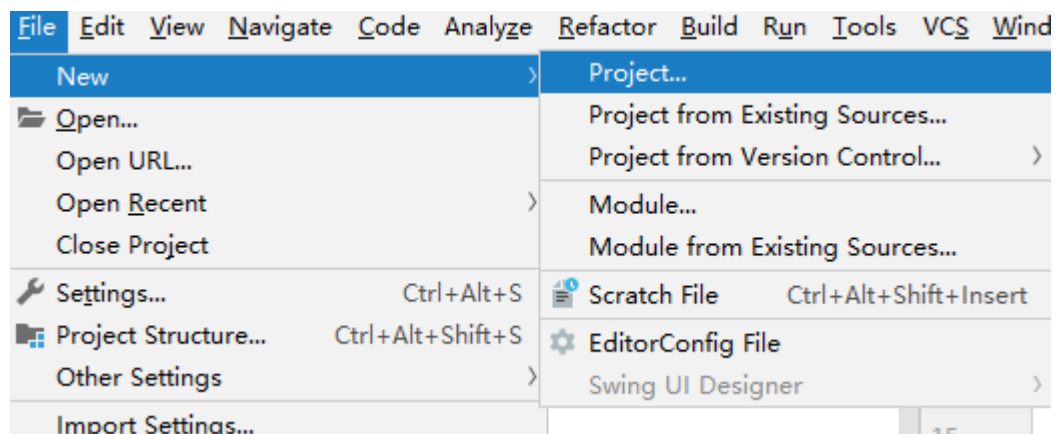 File Edit View Navigate Code Analyze Refactor Build Run Tools VCS Wind
New
Open...
Open URL...
Open Recent
Close Project
Settings... Ctrl+Alt+S
Project Structure... Ctrl+Alt+Shift+S
Other Settings
Import Settings...
Project...
Project from Existing Sources...
Project from Version Control...
Module...
Module from Existing Sources...
Scratch File Ctrl+Alt+Shift+Insert
EditorConfig File
Swing UI Designer
15